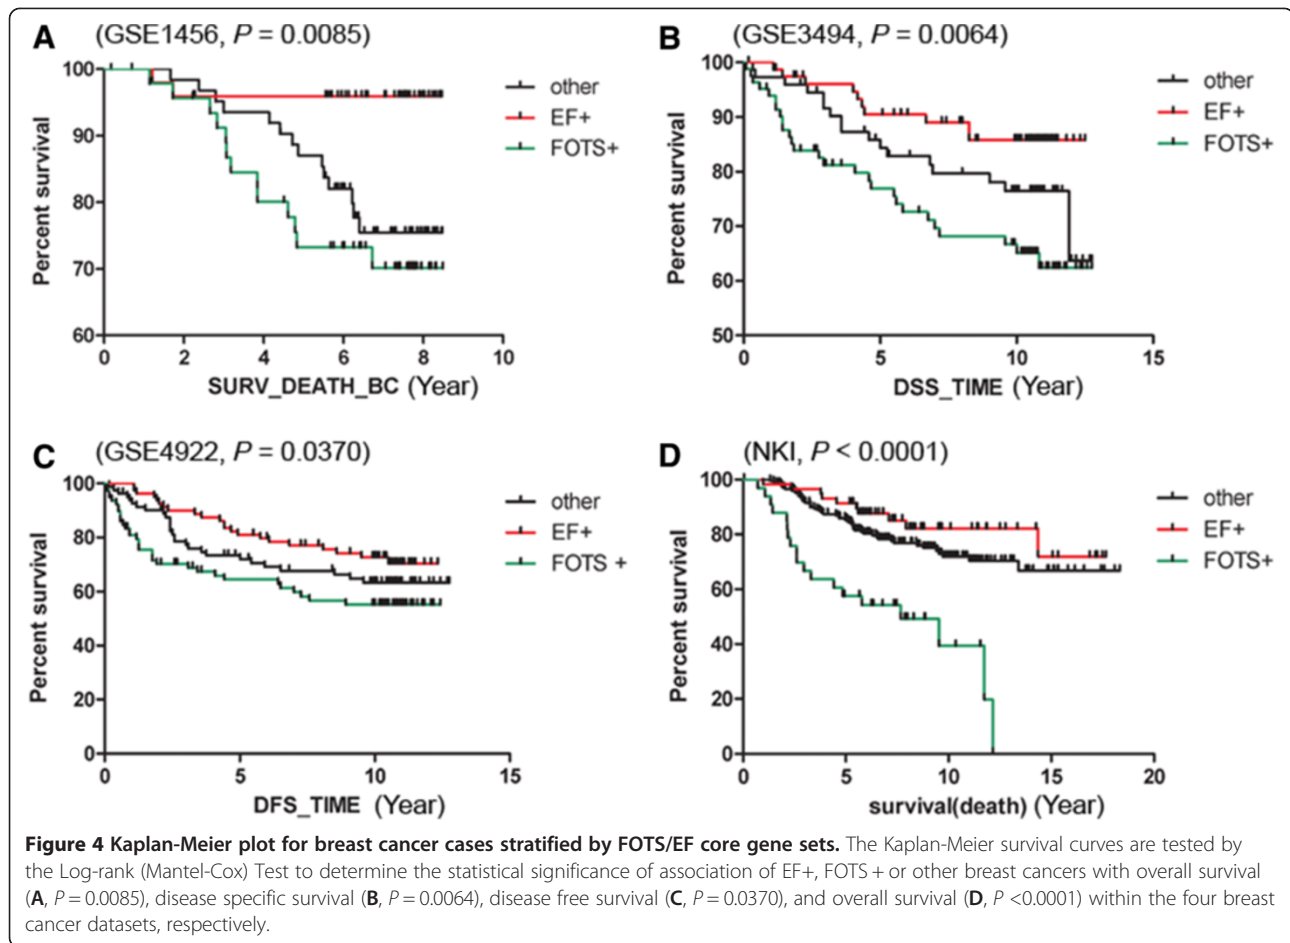 A (GSE1456, P = 0.0085)
100
90
80
70
60
Percent survival
0 2 4 6 8 10
SURV_DEATH_BC (Year)
other
EF+
FOTS+
B (GSE3494, P = 0.0064)
100
90
80
70
60
50
Percent survival
0 5 10 15
DSS_TIME (Year)
other
EF+
FOTS+
C (GSE4922, P = 0.0370)
100
80
60
40
20
0
Percent survival
0 5 10 15
DFS_TIME (Year)
other
EF+
FOTS +
D (NKI, P < 0.0001)
100
80
60
40
20
0
Percent survival
0 5 10 15 20
survival(death) (Year)
other
EF+
FOTS+
Figure 4 Kaplan-Meier plot for breast cancer cases stratified by FOTS/EF core gene sets. The Kaplan-Meier survival curves are tested by
the Log-rank (Mantel-Cox) Test to determine the statistical significance of association of EF+, FOTS + or other breast cancers with overall survival
(A, P = 0.0085), disease specific survival (B, P = 0.0064), disease free survival (C, P = 0.0370), and overall survival (D, P <0.0001) within the four breast
cancer datasets, respectively.